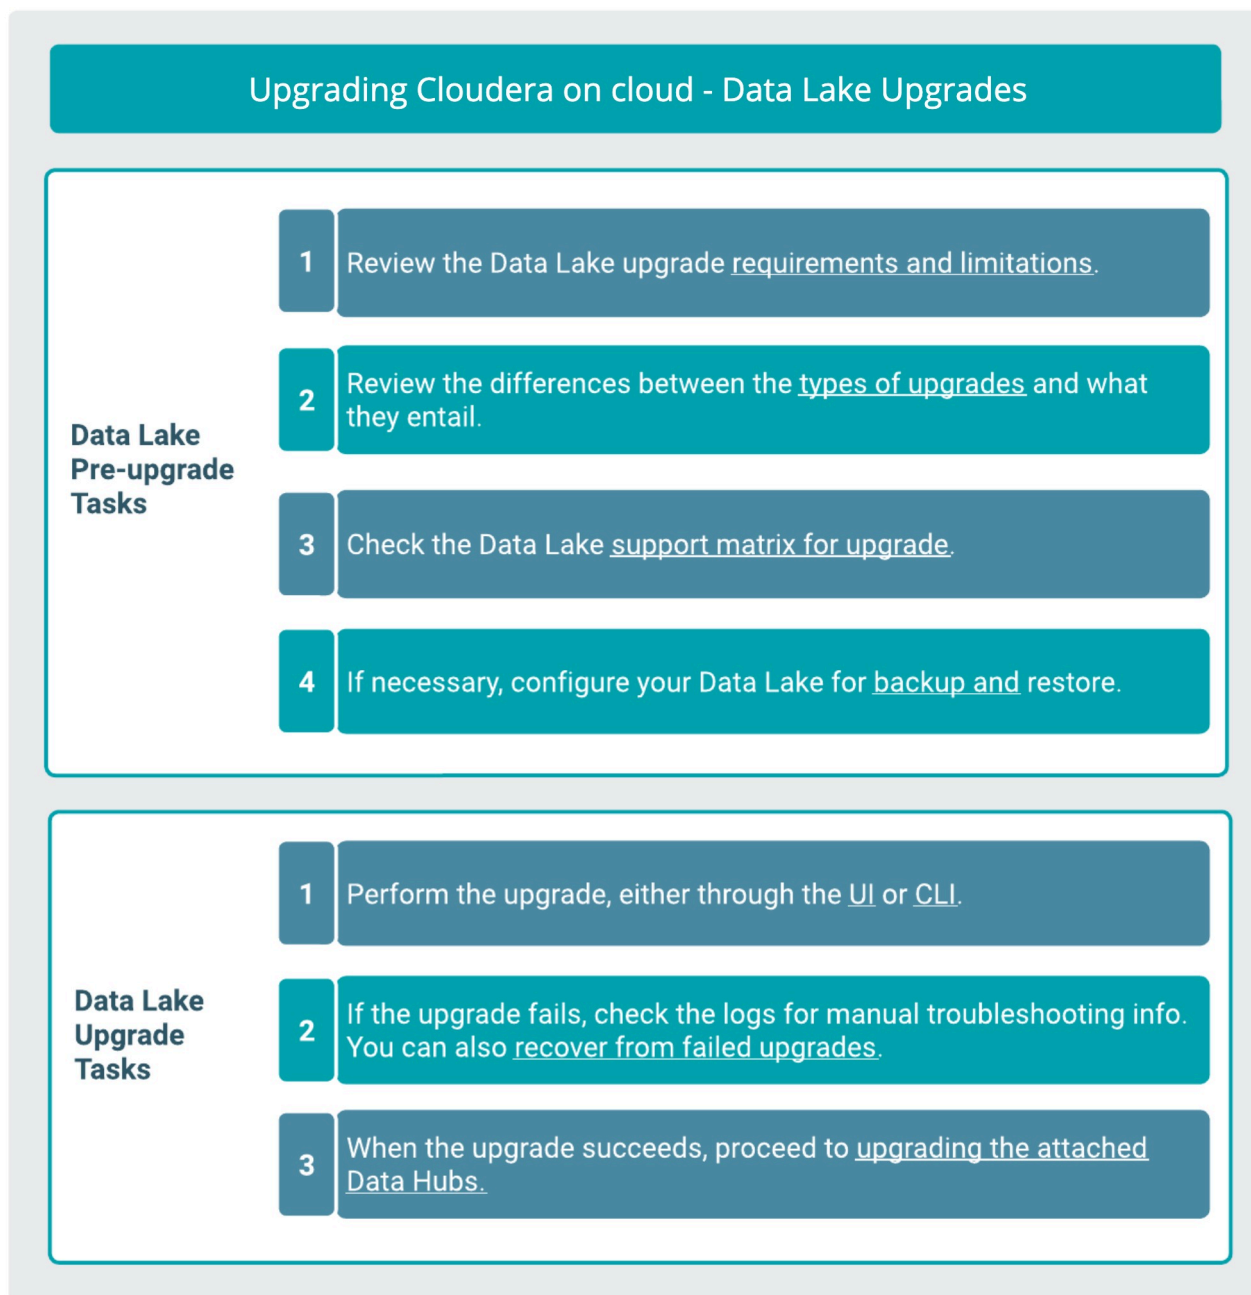 Upgrading Cloudera on cloud - Data Lake Upgrades
Data Lake
Pre-upgrade
Tasks
1
Review the Data Lake upgrade requirements and limitations.
2
Review the differences between the types of upgrades and what
they entail.
3
Check the Data Lake support matrix for upgrade.
4
If necessary, configure your Data Lake for backup and restore.
Data Lake
Upgrade
Tasks
1
Perform the upgrade, either through the UI or CLI.
2
If the upgrade fails, check the logs for manual troubleshooting info.
You can also recover from failed upgrades.
3
When the upgrade succeeds, proceed to upgrading the attached
Data Hubs.